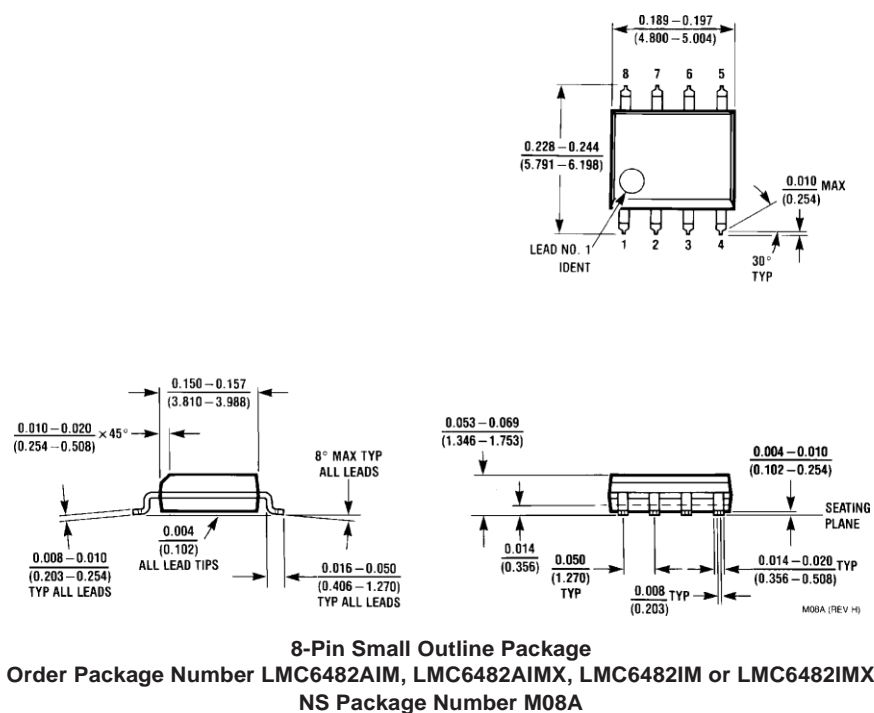 0.189 – 0.197
(4.800 – 5.004)
8 7 6 5
0.228 – 0.244
(5.791 – 6.198)
0.010 MAX
(0.254)
LEAD NO. 1
IDENT
1 2 3 4
30°
TYP
0.150 – 0.157
(3.810 – 3.988)
0.010 – 0.020 × 45°
(0.254 – 0.508)
8° MAX TYP
ALL LEADS
0.004
(0.102)
ALL LEAD TIPS
0.008 – 0.010
(0.203 – 0.254)
TYP ALL LEADS
0.016 – 0.050
(0.406 – 1.270)
TYP ALL LEADS
0.053 – 0.069
(1.346 – 1.753)
0.004 – 0.010
(0.102 – 0.254)
SEATING
PLANE
0.014
(0.356)
0.050
(1.270)
TYP
0.008 TYP
(0.203)
0.014 – 0.020 TYP
(0.356 – 0.508)
M08A (REV H)
8-Pin Small Outline Package
Order Package Number LMC6482AIM, LMC6482AIMX, LMC6482IM or LMC6482IMX
NS Package Number M08A